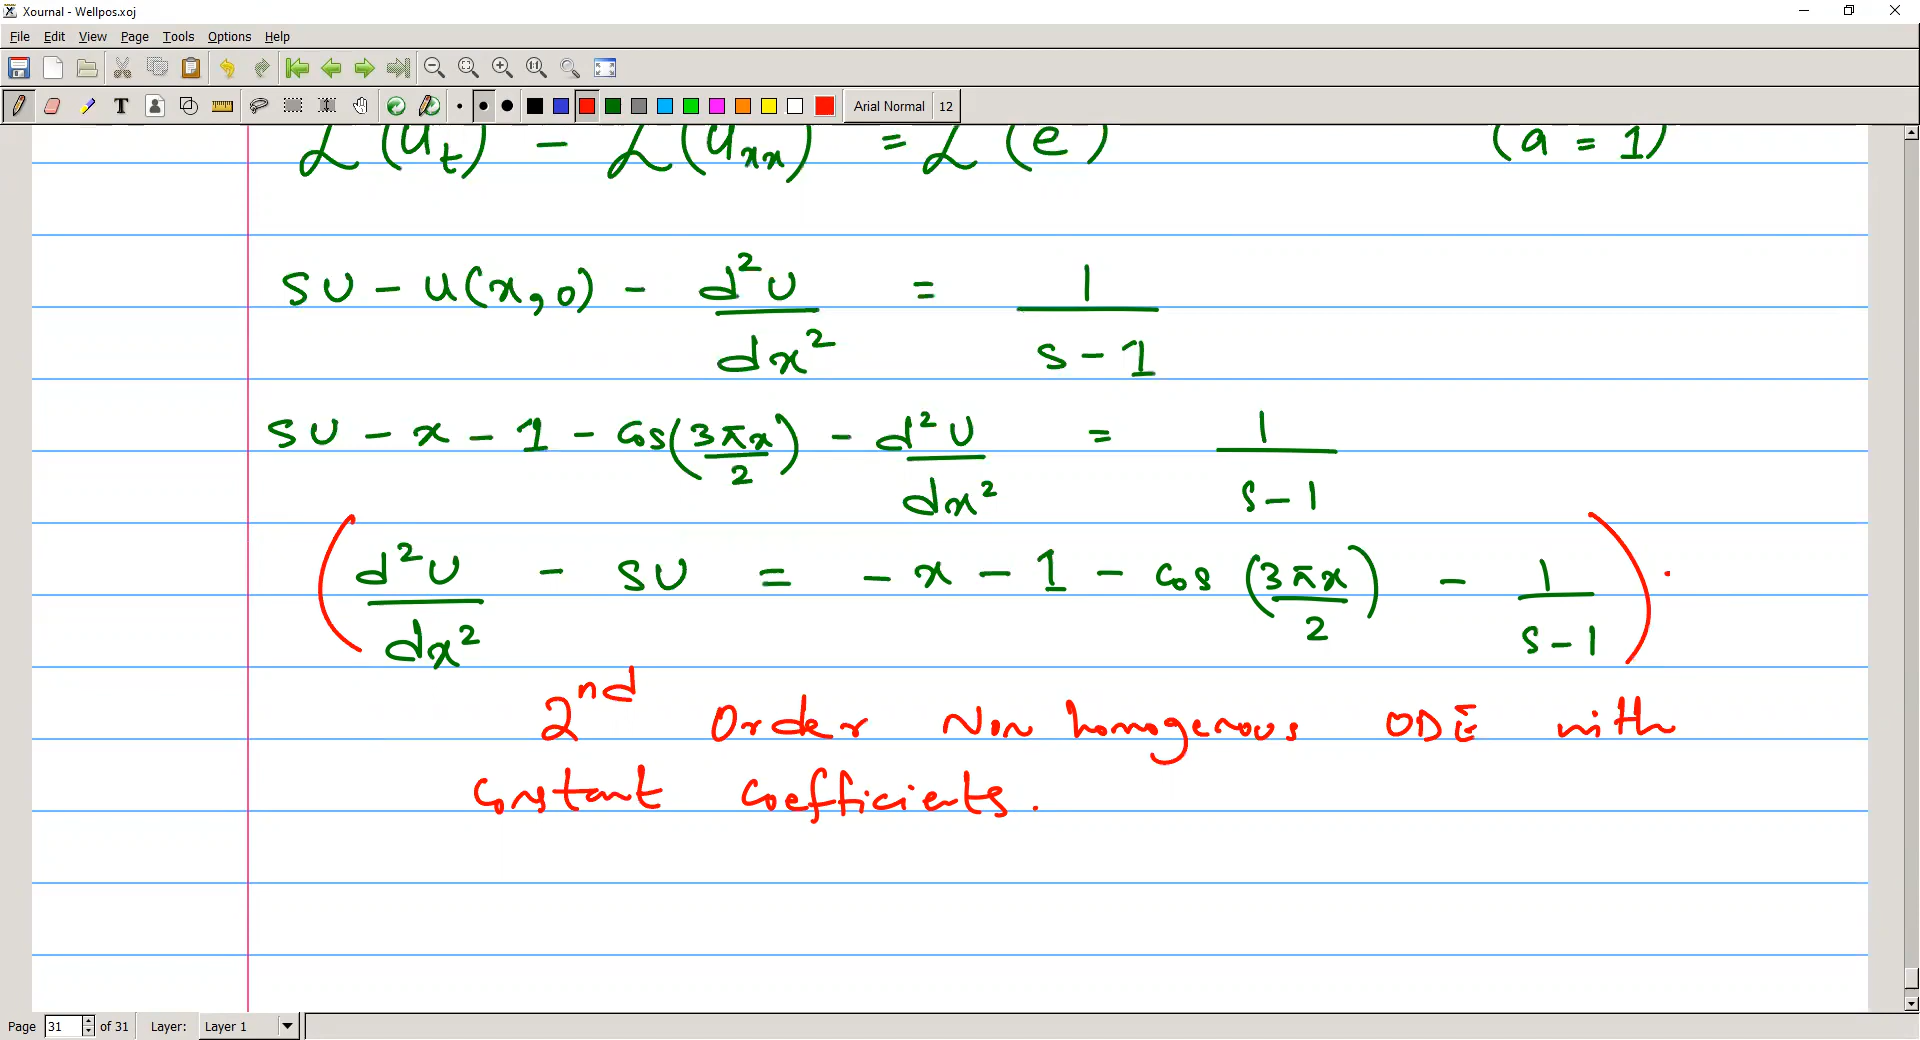 Xournal - Wellpos.xoj
File Edit View Page Tools Options Help
Arial Normal 12
ℒ(u_t) - ℒ(u_xx) = ℒ(e) (a = 1)
SU - u(x,0) - d²U/dx² = 1/(s-1)
SU - x - 1 - cos(3πx/2) - d²U/dx² = 1/(s-1)
(d²U/dx² - SU = -x - 1 - cos(3πx/2) - 1/(s-1)).
2nd Order Non homogenous ODE with
constant coefficients.
Page 31 of 31 Layer: Layer 1